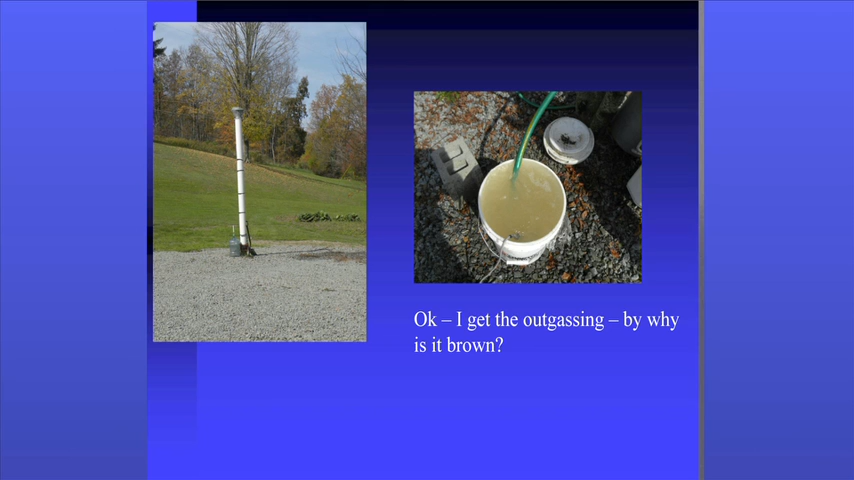 Ok – I get the outgassing – by why
is it brown?